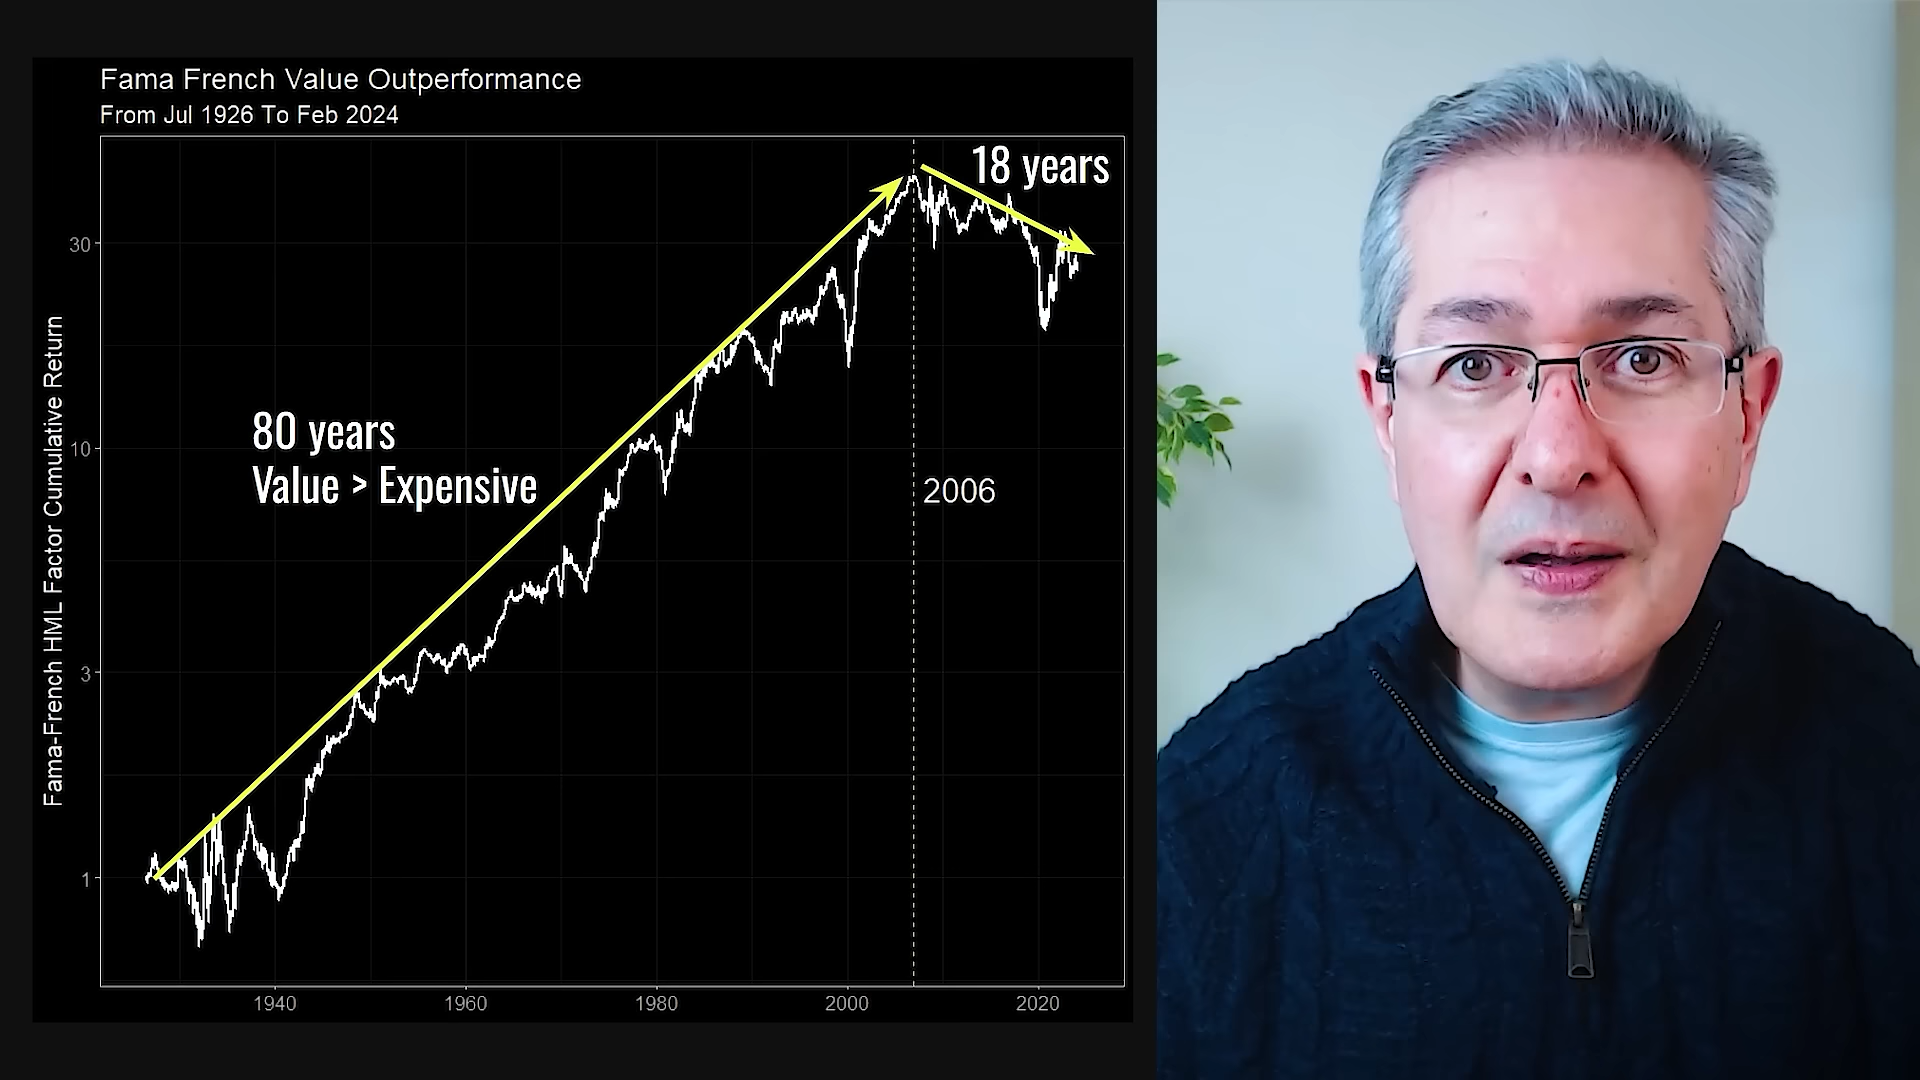 Fama French Value Outperformance
From Jul 1926 To Feb 2024
18 years
80 years
Value > Expensive
2006
Fama-French HML Factor Cumulative Return
30
10
3
1
1940
1960
1980
2000
2020